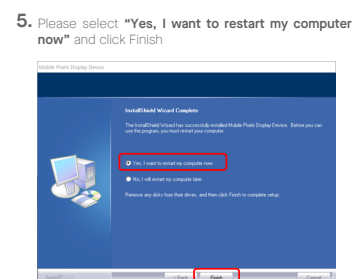 5. Please select "Yes, I want to restart my computer
now" and click Finish
Mobile Pixels Display Device
InstallShield Wizard Complete
The InstallShield Wizard has successfully installed Mobile Pixels Display Device. Before you can
use the program, you must restart your computer.
Yes, I want to restart my computer now.
No, I will restart my computer later.
Remove any disks from their drives, and then click Finish to complete setup.
InstallShield
< Back
Finish
Cancel